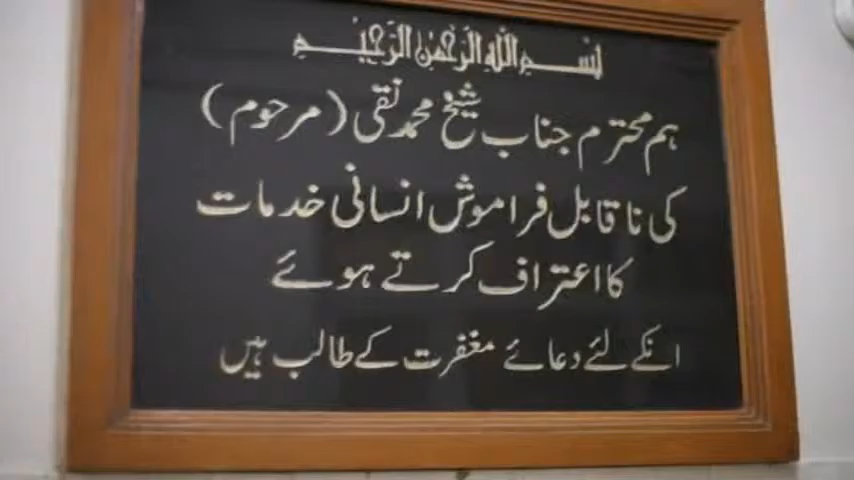 بسم اللہ الرحمن الرحیم
ہم محترم جناب شیخ محمد نقی (مرحوم)
کی ناقابل فراموش انسانی خدمات
کا اعتراف کرتے ہوئے
انکے لئے دعائے مغفرت کے طالب ہیں